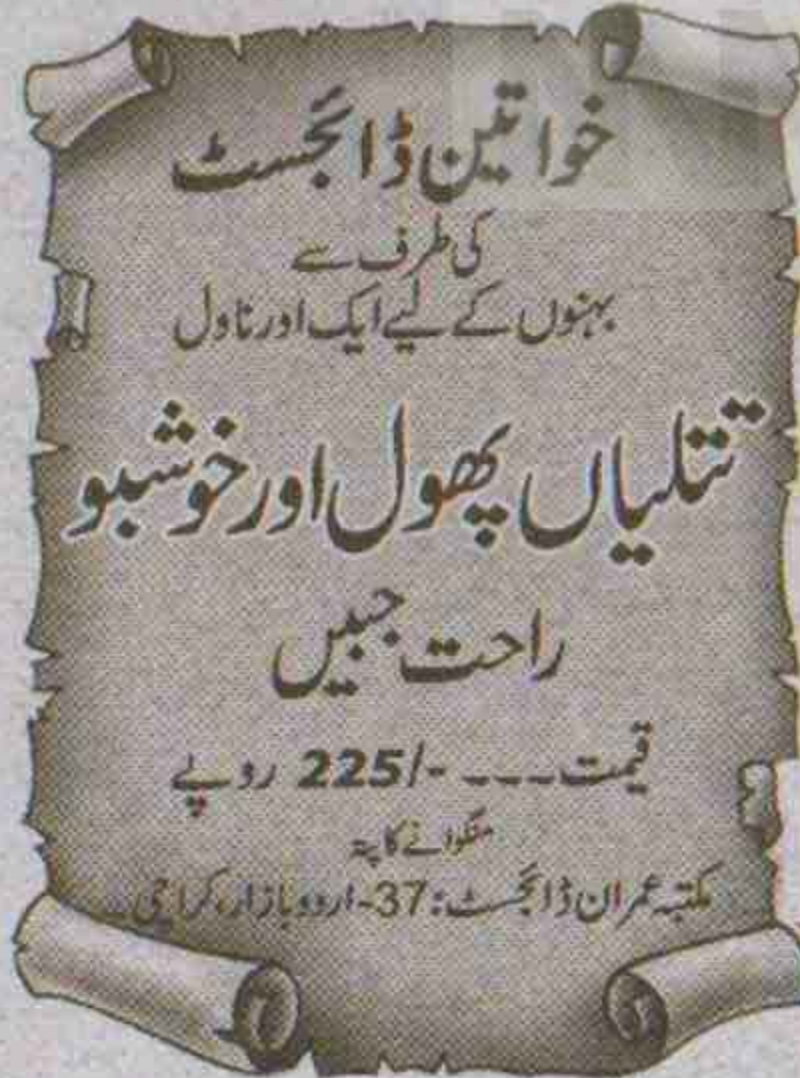 خواتین ڈائجسٹ
کی طرف سے
بہنوں کے لیے ایک اور ناول
تتلیاں پھول اور خوشبو
راحت جبیں
قیمت ---- 225/- روپے
منگوانے کا پتہ
مکتبہ عمران ڈائجسٹ: 37- اردو بازار، کراچی۔